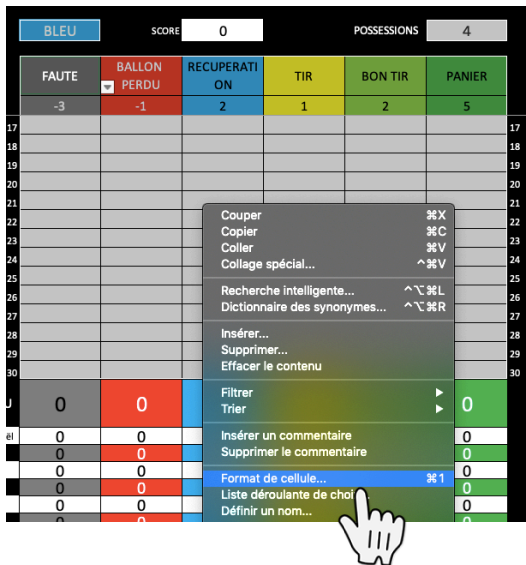 BLEU SCORE 0 POSSESSIONS 4
FAUTE BALLON PERDU RECUPERATI ON TIR BON TIR PANIER
-3 -1 2 1 2 5
17 17
18 18
19 19
20 20
21 21
22 22
23 23
24 24
25 25
26 26
27 27
28 28
29 29
30 30
Couper ⌘X
Copier ⌘C
Coller ⌘V
Collage spécial... ^⌘V
Recherche intelligente... ^⌥⌘L
Dictionnaire des synonymes... ^⌥⌘R
Insérer...
Supprimer...
Effacer le contenu
Filtrer
Trier
Insérer un commentaire
Supprimer le commentaire
Format de cellule... ⌘1
Liste déroulante de choi
Définir un nom...
0 0 0
ël 0 0 0
0 0 0
0 0 0
0 0 0
0 0 0